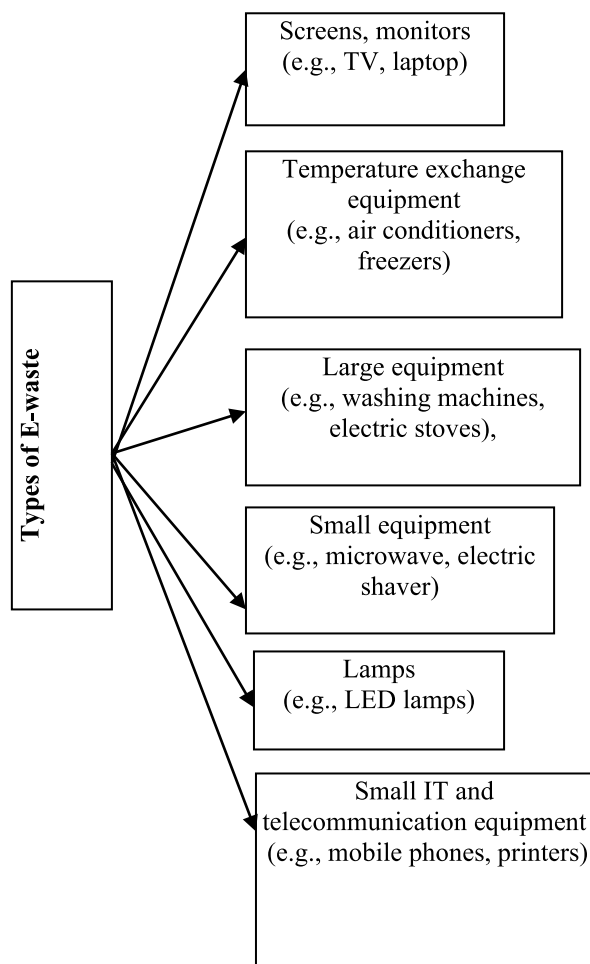 Types of E-waste
Screens, monitors
(e.g., TV, laptop)
Temperature exchange
equipment
(e.g., air conditioners,
freezers)
Large equipment
(e.g., washing machines,
electric stoves),
Small equipment
(e.g., microwave, electric
shaver)
Lamps
(e.g., LED lamps)
Small IT and
telecommunication equipment
(e.g., mobile phones, printers)